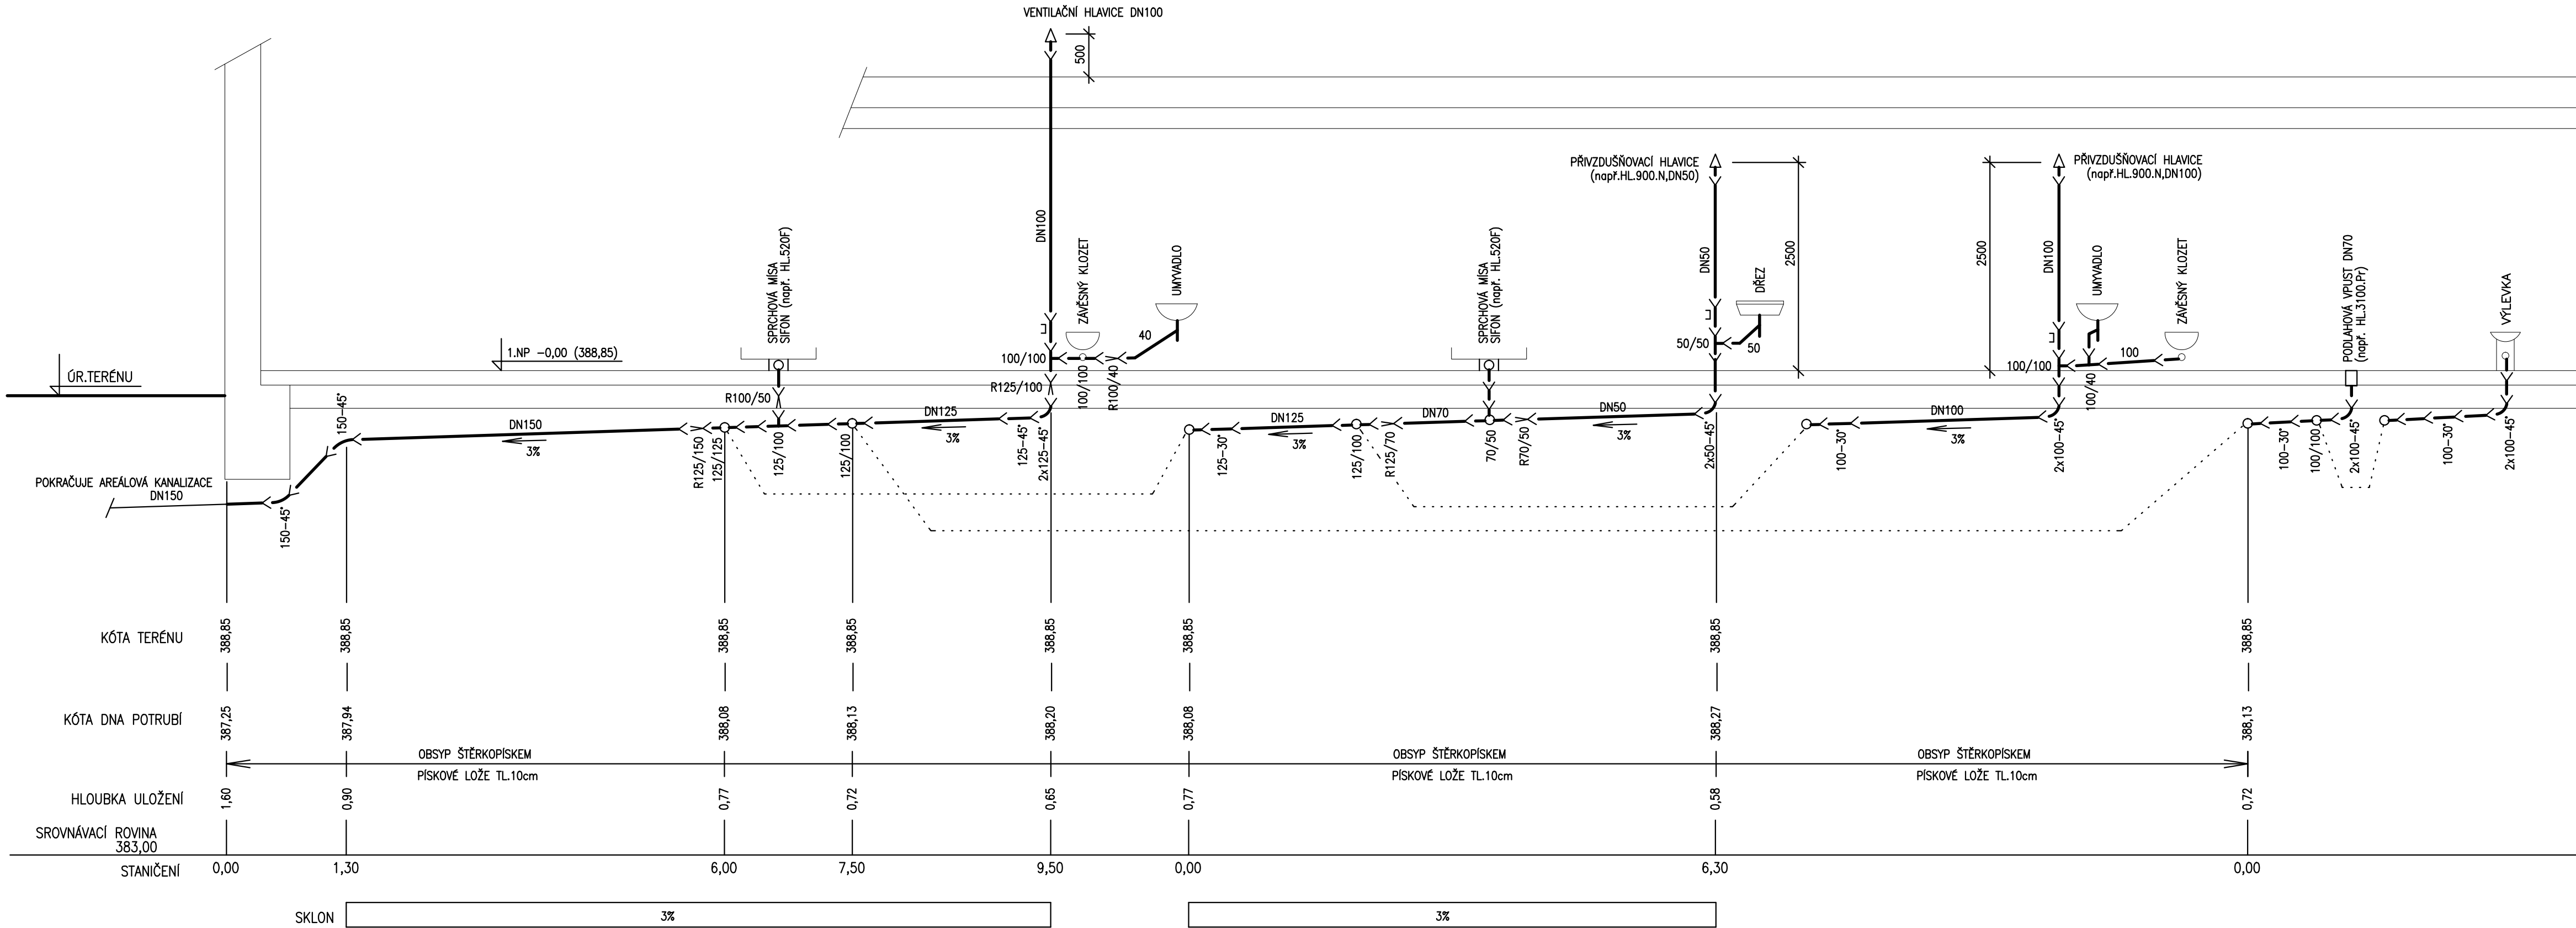 VENTILAČNÍ HLAVICE DN100
500
DN100
PŘIVZDUŠŇOVACÍ HLAVICE
(např.HL.900.N,DN50)
2500
DN50
DŘEZ
50/50
50
PŘIVZDUŠŇOVACÍ HLAVICE
(např.HL.900.N,DN100)
2500
DN100
UMYVADLO
ZÁVĚSNÝ KLOZET
100/100
100
100/40
PODLAHOVÁ VPUST DN70
(např. HL.3100.Pr)
VÝLEVKA
SPRCHOVÁ MÍSA
SIFON (např. HL.520F)
ZÁVĚSNÝ KLOZET
UMYVADLO
40
100/100
R125/100
100/100
R100/40
SPRCHOVÁ MÍSA
SIFON (např. HL.520F)
1.NP -0,00 (388,85)
ÚR.TERÉNU
R100/50
150-45°
DN150
3%
R125/150
125/125
125/100
125/100
DN125
3%
125-45°
2x125-45°
125-30°
DN125
3%
125/100
R125/70
DN70
70/50
R70/50
DN50
3%
2x50-45°
100-30°
DN100
3%
2x100-45°
100-30°
100/100
2x100-45°
100-30°
2x100-45°
POKRAČUJE AREÁLOVÁ KANALIZACE
DN150
150-45°
KÓTA TERÉNU
388,85
388,85
388,85
388,85
388,85
388,85
388,85
388,85
KÓTA DNA POTRUBÍ
387,25
387,94
388,08
388,13
388,20
388,08
388,27
388,13
OBSYP ŠTĚRKOPÍSKEM
PÍSKOVÉ LOŽE TL.10cm
OBSYP ŠTĚRKOPÍSKEM
PÍSKOVÉ LOŽE TL.10cm
OBSYP ŠTĚRKOPÍSKEM
PÍSKOVÉ LOŽE TL.10cm
HLOUBKA ULOŽENÍ
1,60
0,90
0,77
0,72
0,65
0,77
0,58
0,72
SROVNÁVACÍ ROVINA
383,00
STANIČENÍ
0,00
1,30
6,00
7,50
9,50
0,00
6,30
0,00
SKLON
3%
3%